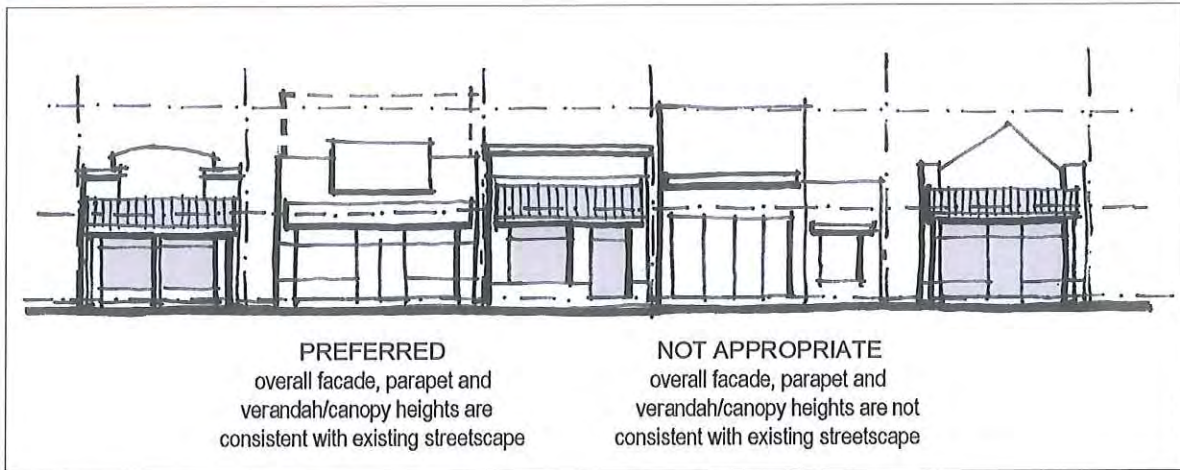 PREFERRED
overall facade, parapet and
verandah/canopy heights are
consistent with existing streetscape
NOT APPROPRIATE
overall facade, parapet and
verandah/canopy heights are not
consistent with existing streetscape